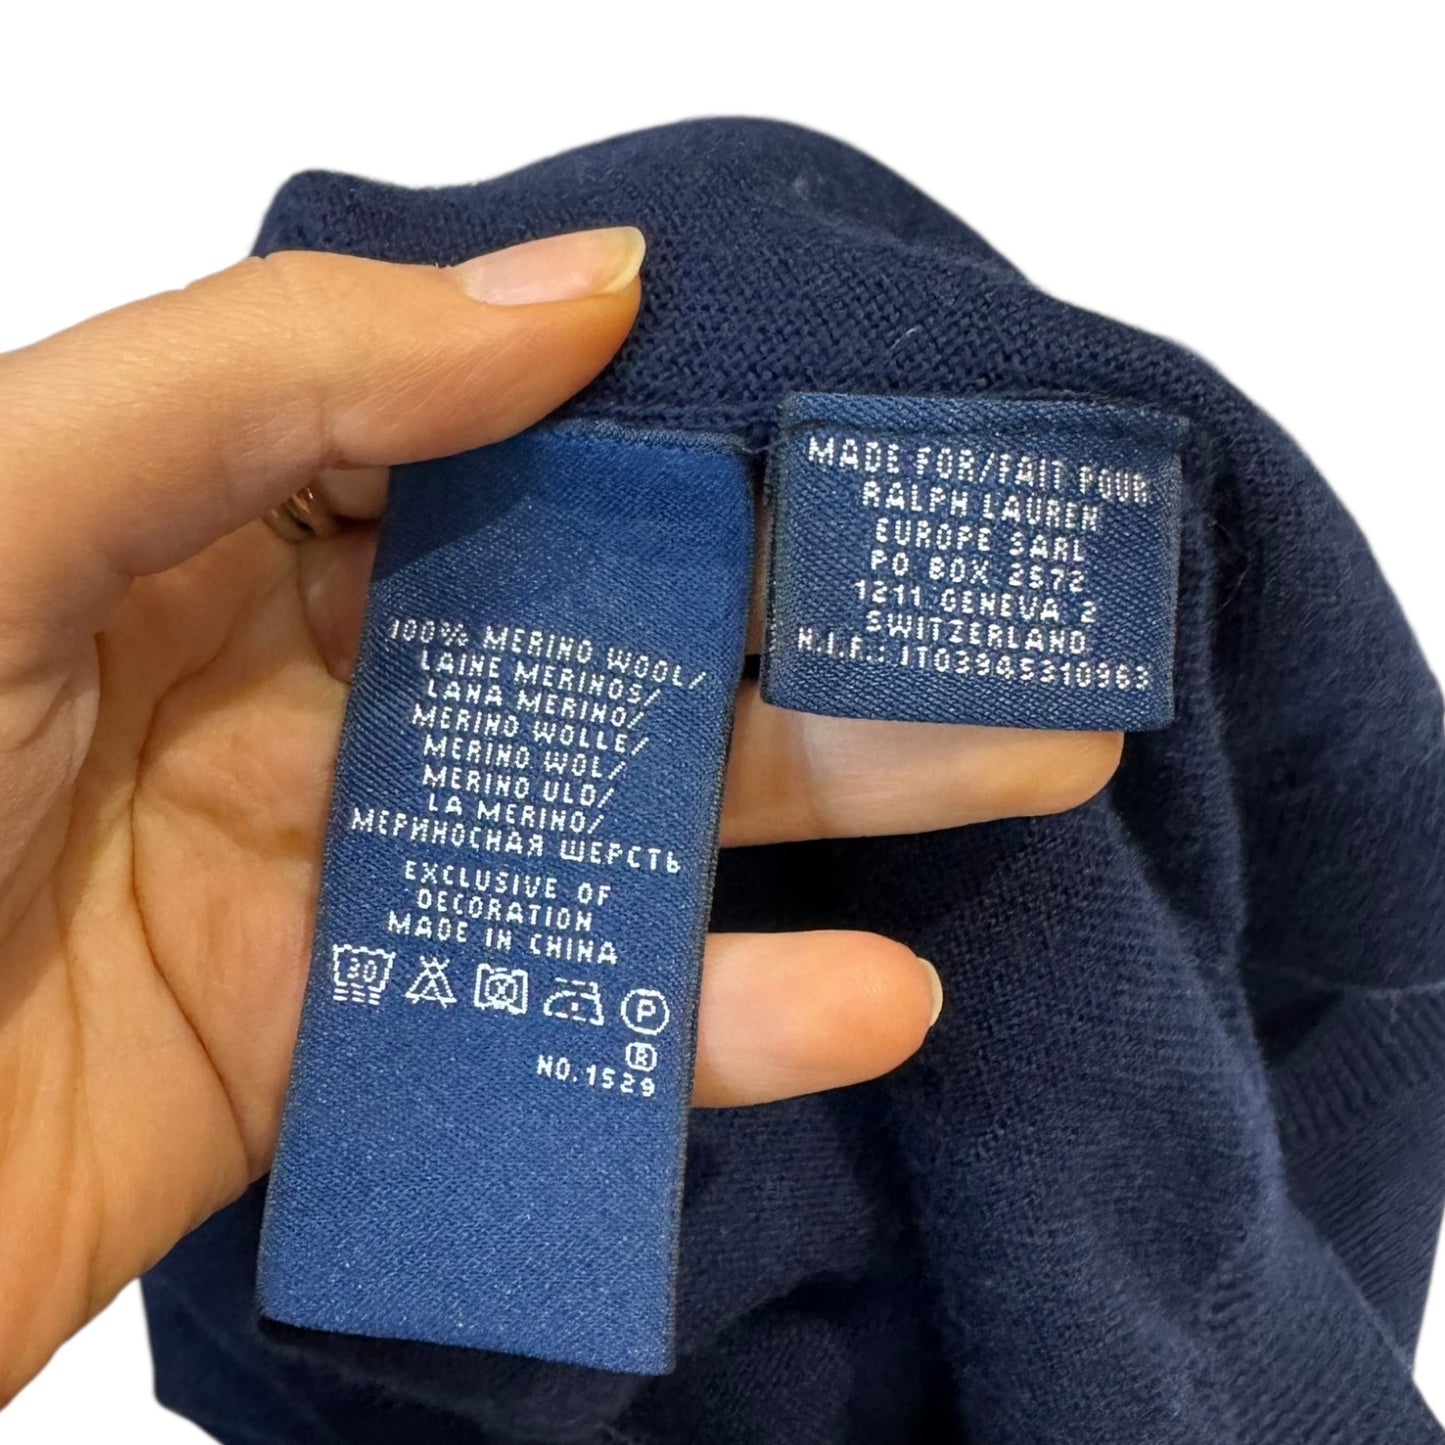 100% MERINO WOOL/
LAINE MERINOS/
LANA MERINO/
MERINO WOLLE/
MERINO WOL/
MERINO ULD/
LA MERINO/
МЕРИНОСНАЯ ШЕРСТЬ
EXCLUSIVE OF
DECORATION
MADE IN CHINA
30
P
R
NO.1529
MADE FOR/FAIT POUR
RALPH LAUREN
EUROPE SARL
PO BOX 2572
1211 GENEVA 2
SWITZERLAND
N.I.F.: IT03945310963